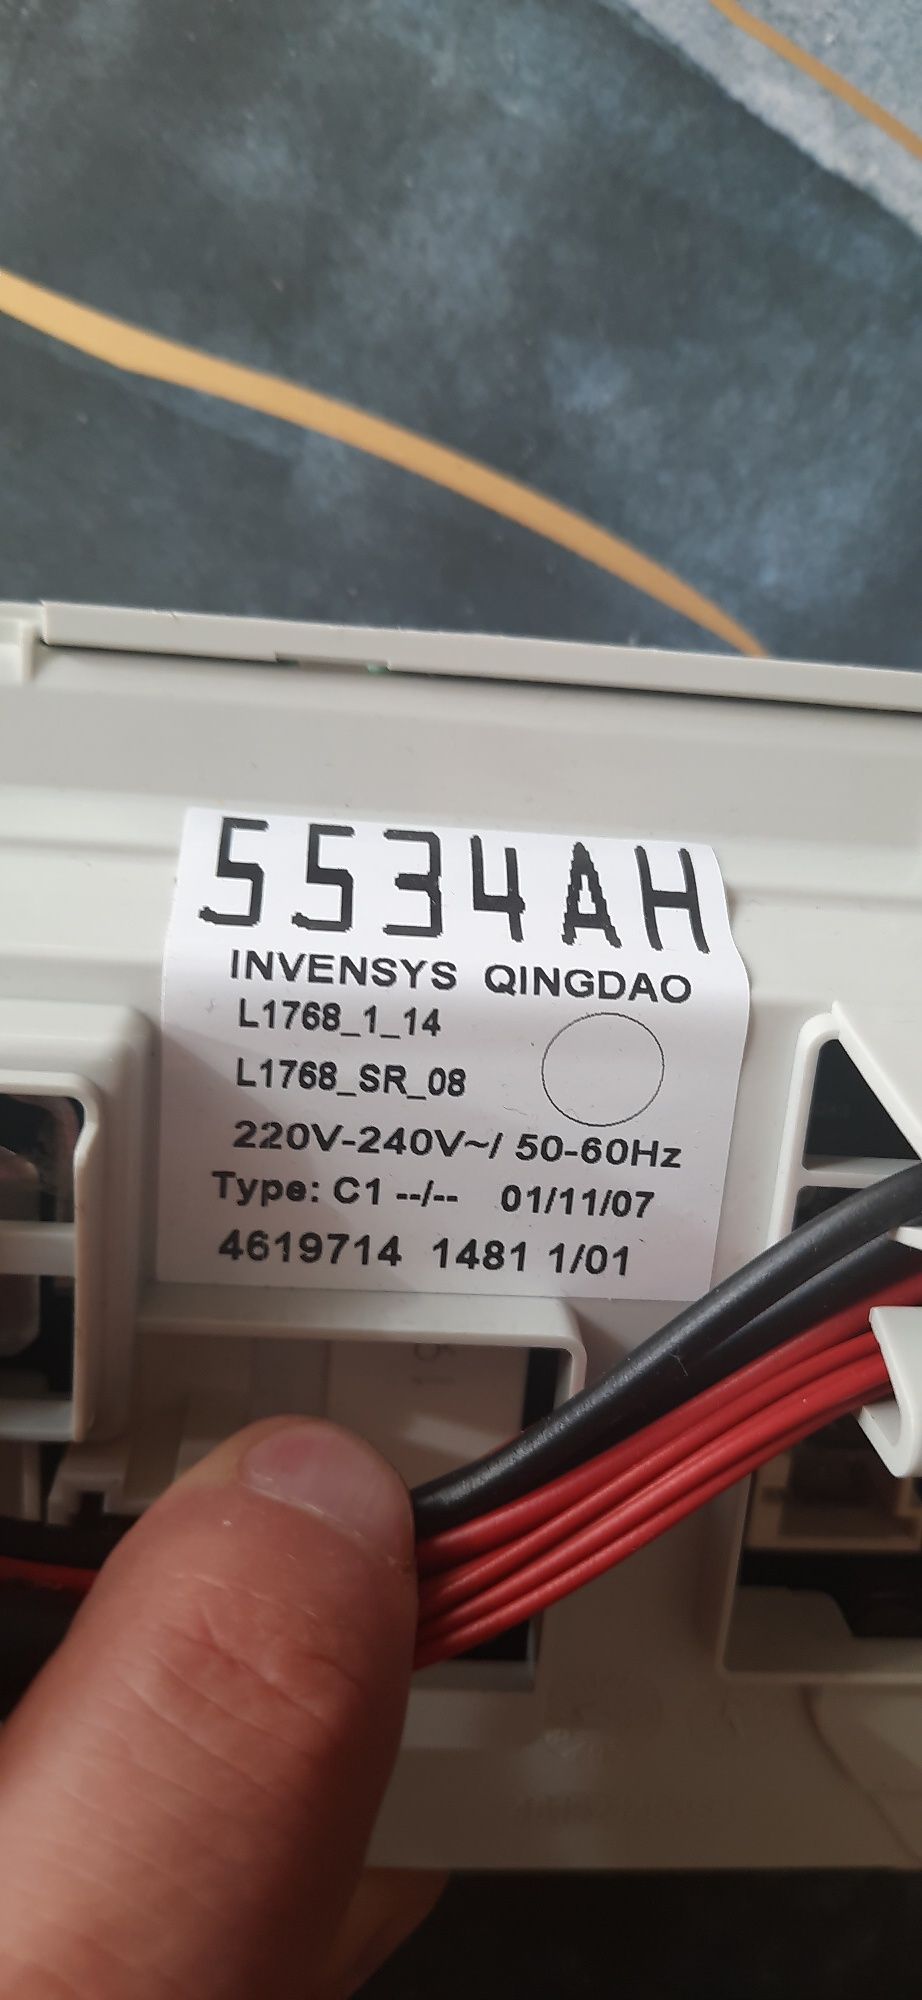 5534AH
INVENSYS QINGDAO
L1768_1_14
L1768_SR_08
220V-240V~/ 50-60Hz
Type: C1 --/-- 01/11/07
4619714 1481 1/01